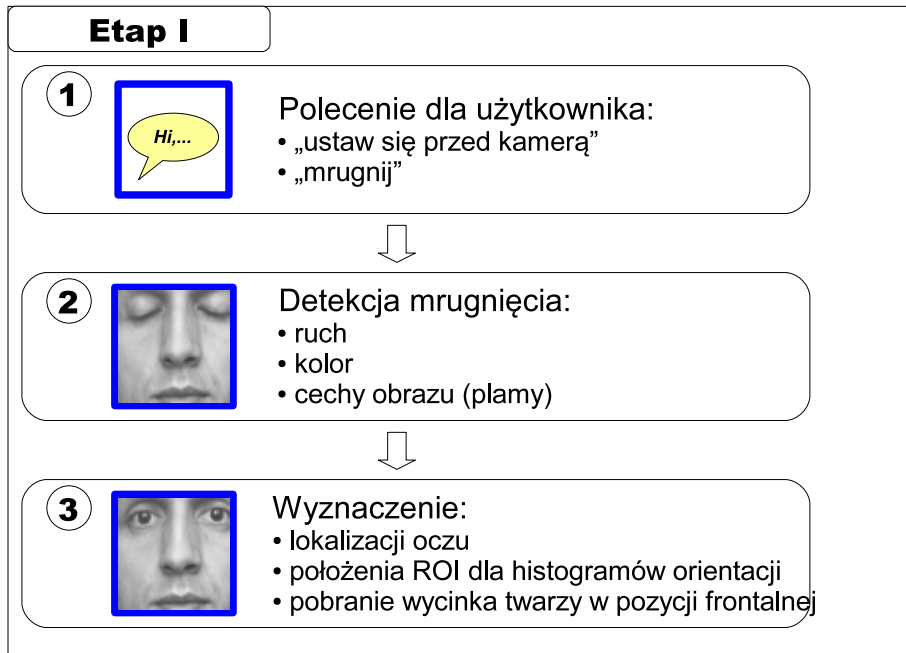 Etap I
1
Hi,...
Polecenie dla użytkownika:
• „ustaw się przed kamerą”
• „mrugnij”
2
Detekcja mrugnięcia:
• ruch
• kolor
• cechy obrazu (plamy)
3
Wyznaczenie:
• lokalizacji oczu
• położenia ROI dla histogramów orientacji
• pobranie wycinka twarzy w pozycji frontalnej